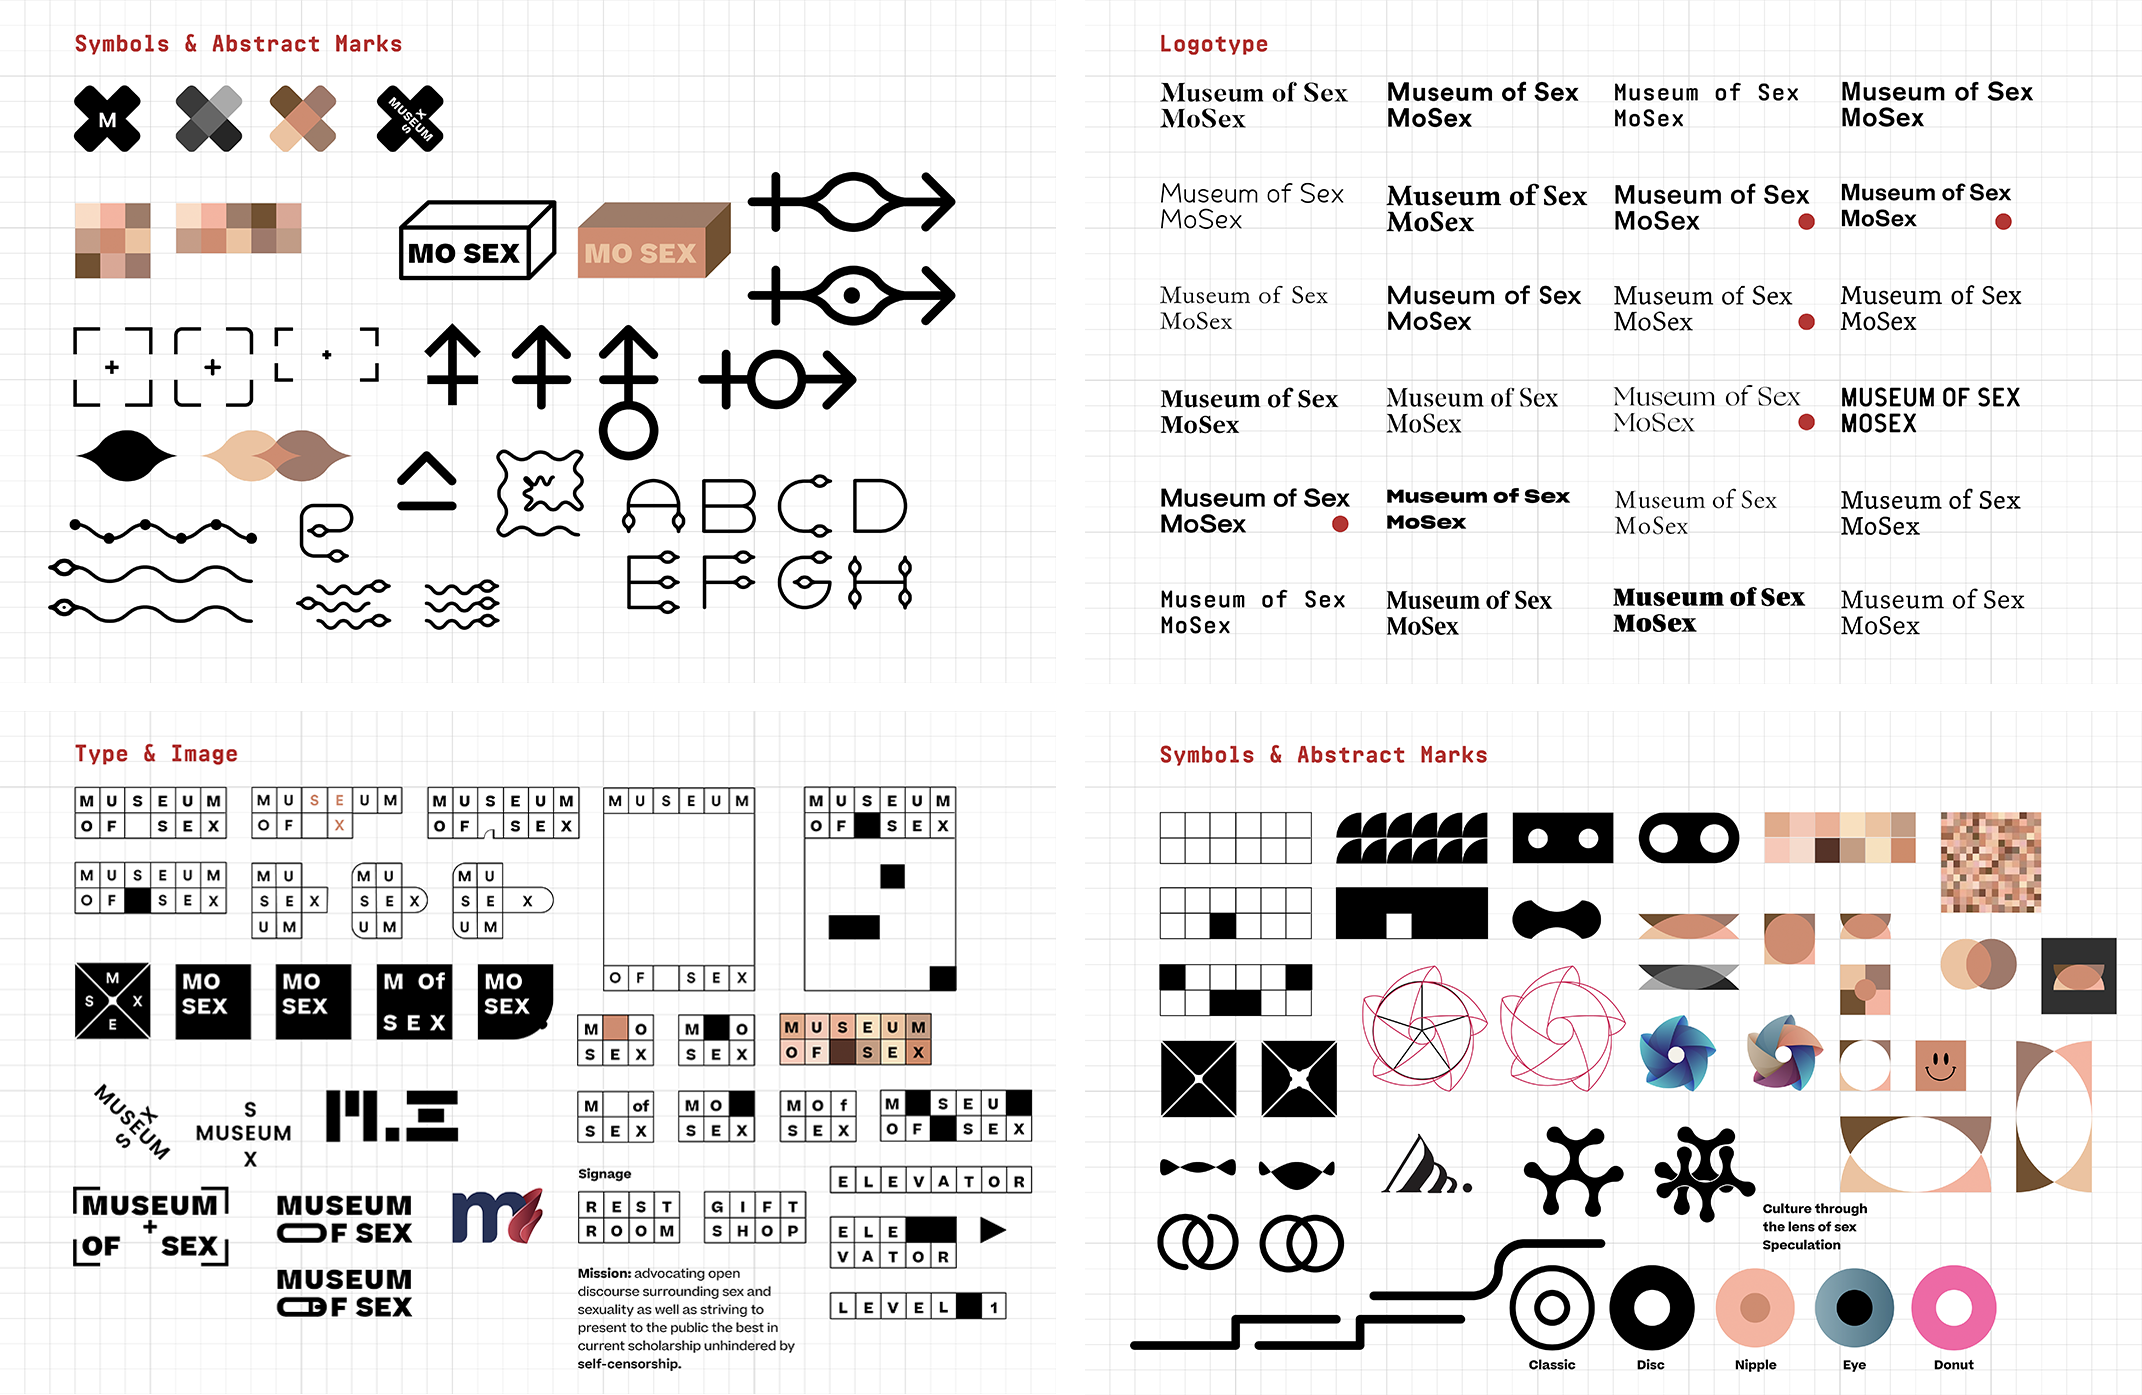 Symbols & Abstract Marks
M
MUSEUM
S X
MO SEX
MO SEX
A B C D
E F G H
Logotype
Museum of Sex
MoSex
Museum of Sex
MoSex
Museum of Sex
MoSex
Museum of Sex
MoSex
Museum of Sex
MoSex
Museum of Sex
MoSex
Museum of Sex
MoSex
Museum of Sex
MoSex
Museum of Sex
MoSex
Museum of Sex
MoSex
Museum of Sex
MoSex
Museum of Sex
MoSex
Museum of Sex
MoSex
Museum of Sex
MoSex
Museum of Sex
MoSex
MUSEUM OF SEX
MOSEX
Museum of Sex
MoSex
Museum of Sex
MoSex
Museum of Sex
MoSex
Museum of Sex
MoSex
Museum of Sex
MoSex
Museum of Sex
MoSex
Museum of Sex
MoSex
Museum of Sex
MoSex
Type & Image
MUSEUM
OF SEX
MUSEUM
OF X
MUSEUM
OF SEX
MUSEUM
OF SEX
MUSEUM
OF SEX
MUSEUM
OF SEX
MU
SEX
UM
MU
SEX
UM
MU
SE X
UM
M
S X
E
MO
SEX
MO
SEX
M Of
SEX
MO
SEX
M O
SEX
M O
SEX
MUSEUM
OF SEX
MUSEUM
S X
S
MUSEUM
X
M.
M of
SEX
MO
SEX
MOf
SEX
M SEU
OF SEX
MUSEUM
+
OF SEX
MUSEUM
OF SEX
MUSEUM
OF SEX
m
Signage
REST
ROOM
GIFT
SHOP
ELEVATOR
ELE
VATOR
LEVEL 1
Mission: advocating open
discourse surrounding sex and
sexuality as well as striving to
present to the public the best in
current scholarship unhindered by
self-censorship.
Symbols & Abstract Marks
Culture through
the lens of sex
Speculation
Classic
Disc
Nipple
Eye
Donut